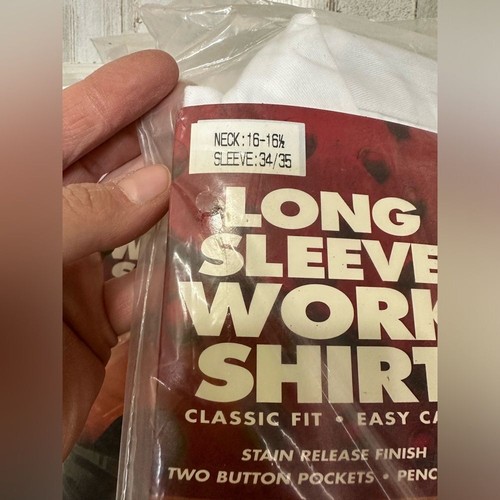 NECK:16-16½
SLEEVE:34/35
LONG
SLEEVE
WORK
SHIRT
CLASSIC FIT • EASY CA
STAIN RELEASE FINISH
TWO BUTTON POCKETS • PENC